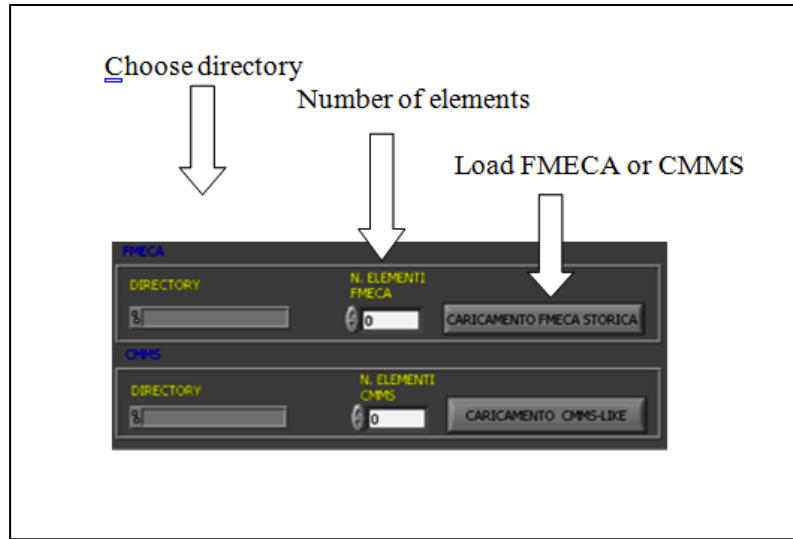 Choose directory
Number of elements
Load FMECA or CMMS
FMECA
DIRECTORY
N. ELEMENTI
FMECA
0
CARICAMENTO FMECA STORICA
CMMS
DIRECTORY
N. ELEMENTI
CMMS
0
CARICAMENTO CMMS-LIKE